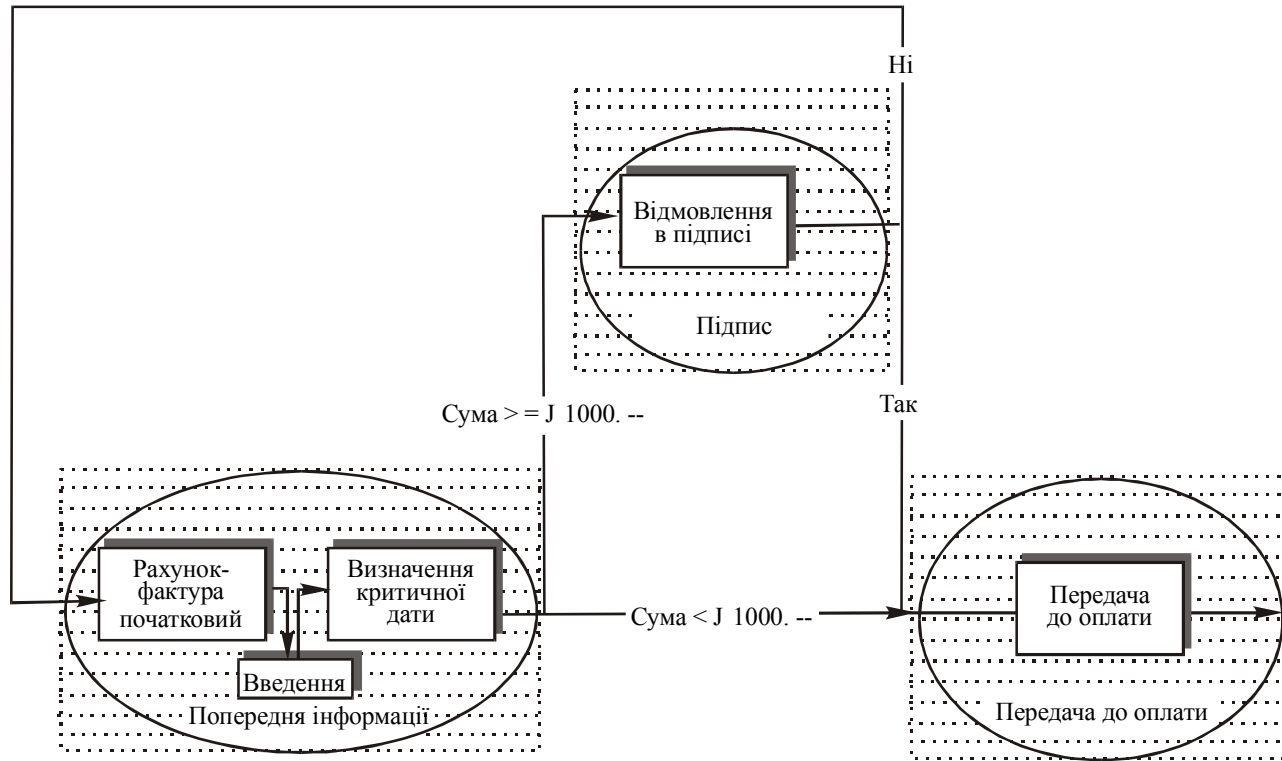 Ні
Відмовлення
в підписі
Підпис
Сума > = J 1000. --
Так
Рахунок-
фактура
початковий
Визначення
критичної
дати
Введення
Попередня інформації
Сума < J 1000. --
Передача
до оплати
Передача до оплати